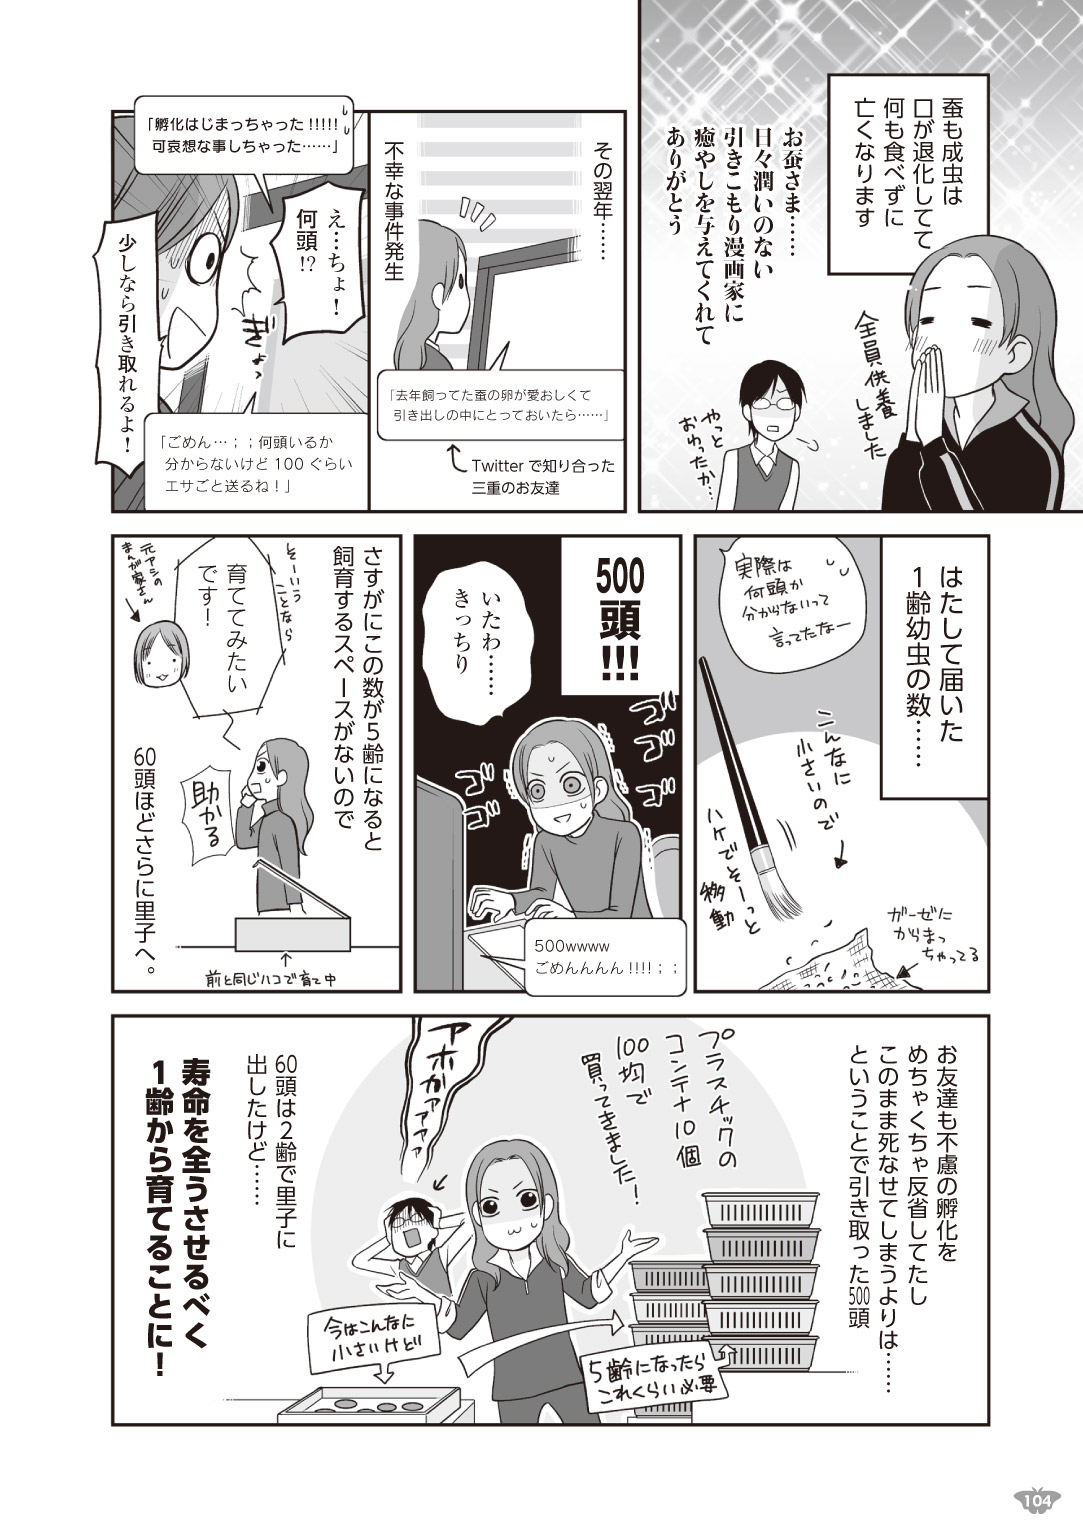 蚕も成虫は
口が退化してて
何も食べずに
亡くなります
お蚕さま……
日々潤いのない
引きこもり漫画家に
癒やしを与えてくれて
ありがとう
全員供養
しました
やっと
おわったか…
その翌年……
不幸な事件発生
「去年飼ってた蚕の卵が愛おしくて
引き出しの中にとっておいたら……」
Twitterで知り合った
三重のお友達
「孵化はじまっちゃった!!!!!
可哀想な事しちゃった……」
え…ちょ!
何頭!?
ぎょっ
少しなら引き取れるよ!
「ごめん…；；何頭いるか
分からないけど100ぐらい
エサごと送るね!」
はたして届いた
1齢幼虫の数……
実際は
何頭か
分からないって
言ってたなー
こんなに
小さいので
ハケでそーっと
移動
ガーゼに
からまっ
ちゃってる
500
頭!!!
いたわ……
きっちり
ゴゴゴゴゴ
500wwww
ごめんんんん!!!!；；
さすがにこの数が5齢になると
飼育するスペースがないので
そーいう
ことなら
育ててみたい
です!
元アシの
まんが家さん
助かる
前と同じハコで育て中
60頭ほどさらに里子へ。
お友達も不慮の孵化を
めちゃくちゃ反省してたし
このまま死なせてしまうよりは……
ということで引き取った500頭
プラスチックの
コンテナ10個
100均で
買ってきました!
アホかァァァァ
今はこんなに
小さいけど
5齢になったら
これくらい必要
60頭は2齢で里子に
出したけど……
寿命を全うさせるべく
1齢から育てることに!
104